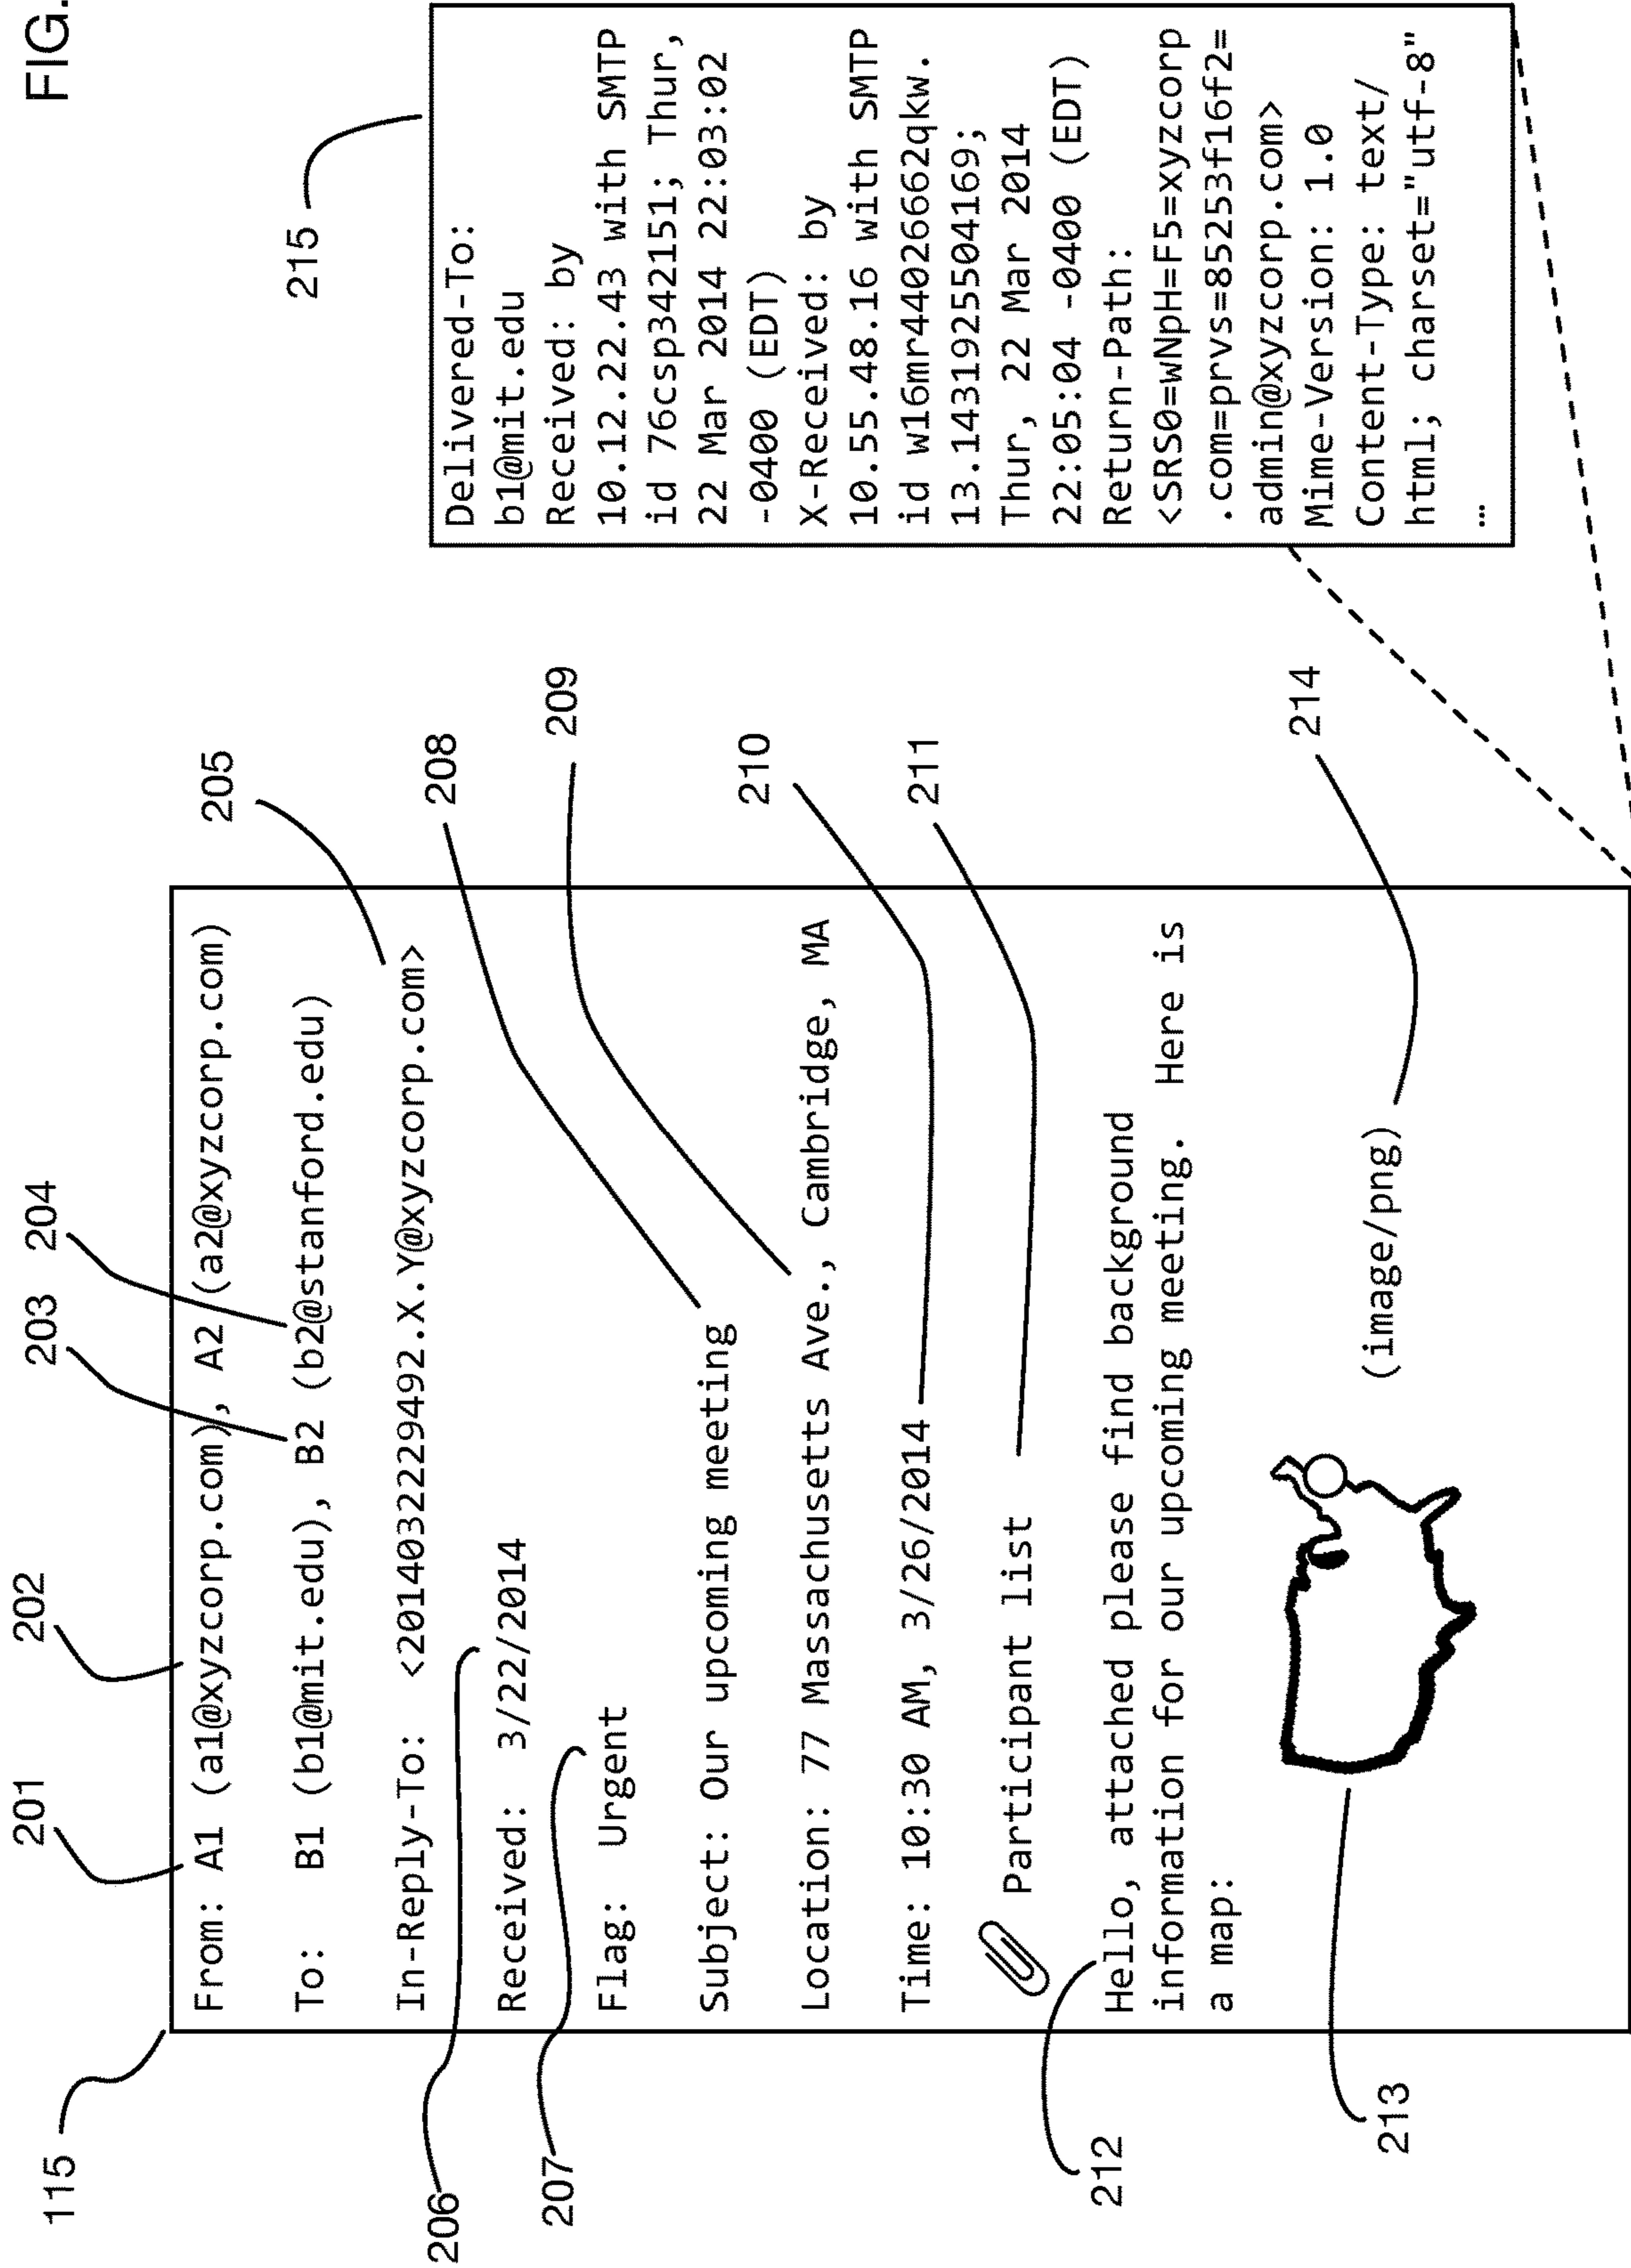 FIG.
115
201
202
203
204
205
206
207
208
209
210
211
212
213
214
215
From: A1 (a1@xyzcorp.com), A2 (a2@xyzcorp.com)
To: B1 (b1@mit.edu), B2 (b2@stanford.edu)
In-Reply-To: <20140322229492.X.Y@xyzcorp.com>
Received: 3/22/2014
Flag: Urgent
Subject: Our upcoming meeting
Location: 77 Massachusetts Ave., Cambridge, MA
Time: 10:30 AM, 3/26/2014
Participant list
Hello, attached please find background
information for our upcoming meeting. Here is
a map:
(image/png)
Delivered-To:
b1@mit.edu
Received: by
10.12.22.43 with SMTP
id 76csp342151; Thur,
22 Mar 2014 22:03:02
-0400 (EDT)
X-Received: by
10.55.48.16 with SMTP
id w16mr44026662qkw.
13.1431925504169;
Thur, 22 Mar 2014
22:05:04 -0400 (EDT)
Return-Path:
<SRS0=wNpH=F5=xyzcorp
.com=prvs=85253f16f2=
admin@xyzcorp.com>
Mime-Version: 1.0
Content-Type: text/
html; charset="utf-8"
…